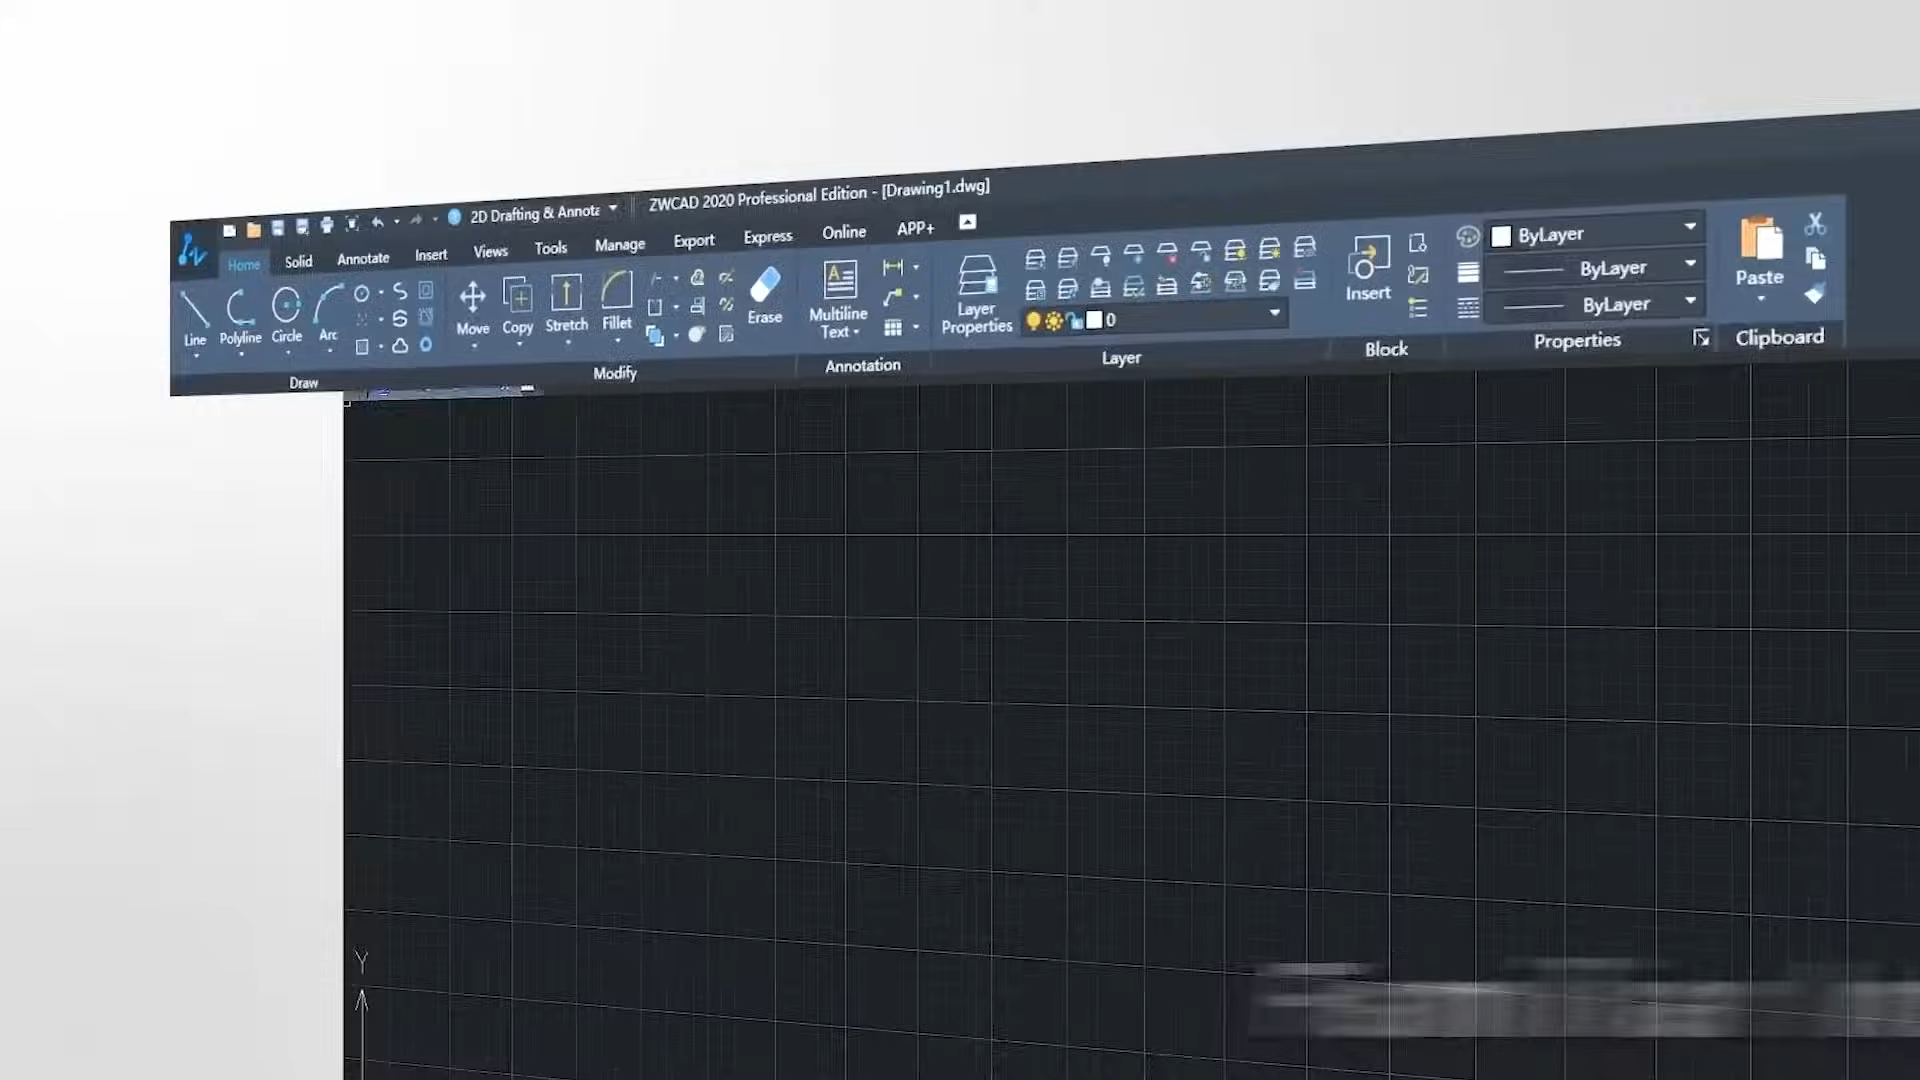 2D Drafting & Annota
ZWCAD 2020 Professional Edition - [Drawing1.dwg]
Home Solid Annotate Insert Views Tools Manage Export Express Online APP+
Line Polyline Circle Arc
Draw
Move Copy Stretch Fillet Erase
Modify
Multiline
Text
Annotation
Layer
Properties
0
Layer
Insert
Block
ByLayer
ByLayer
ByLayer
Properties
Paste
Clipboard
Y